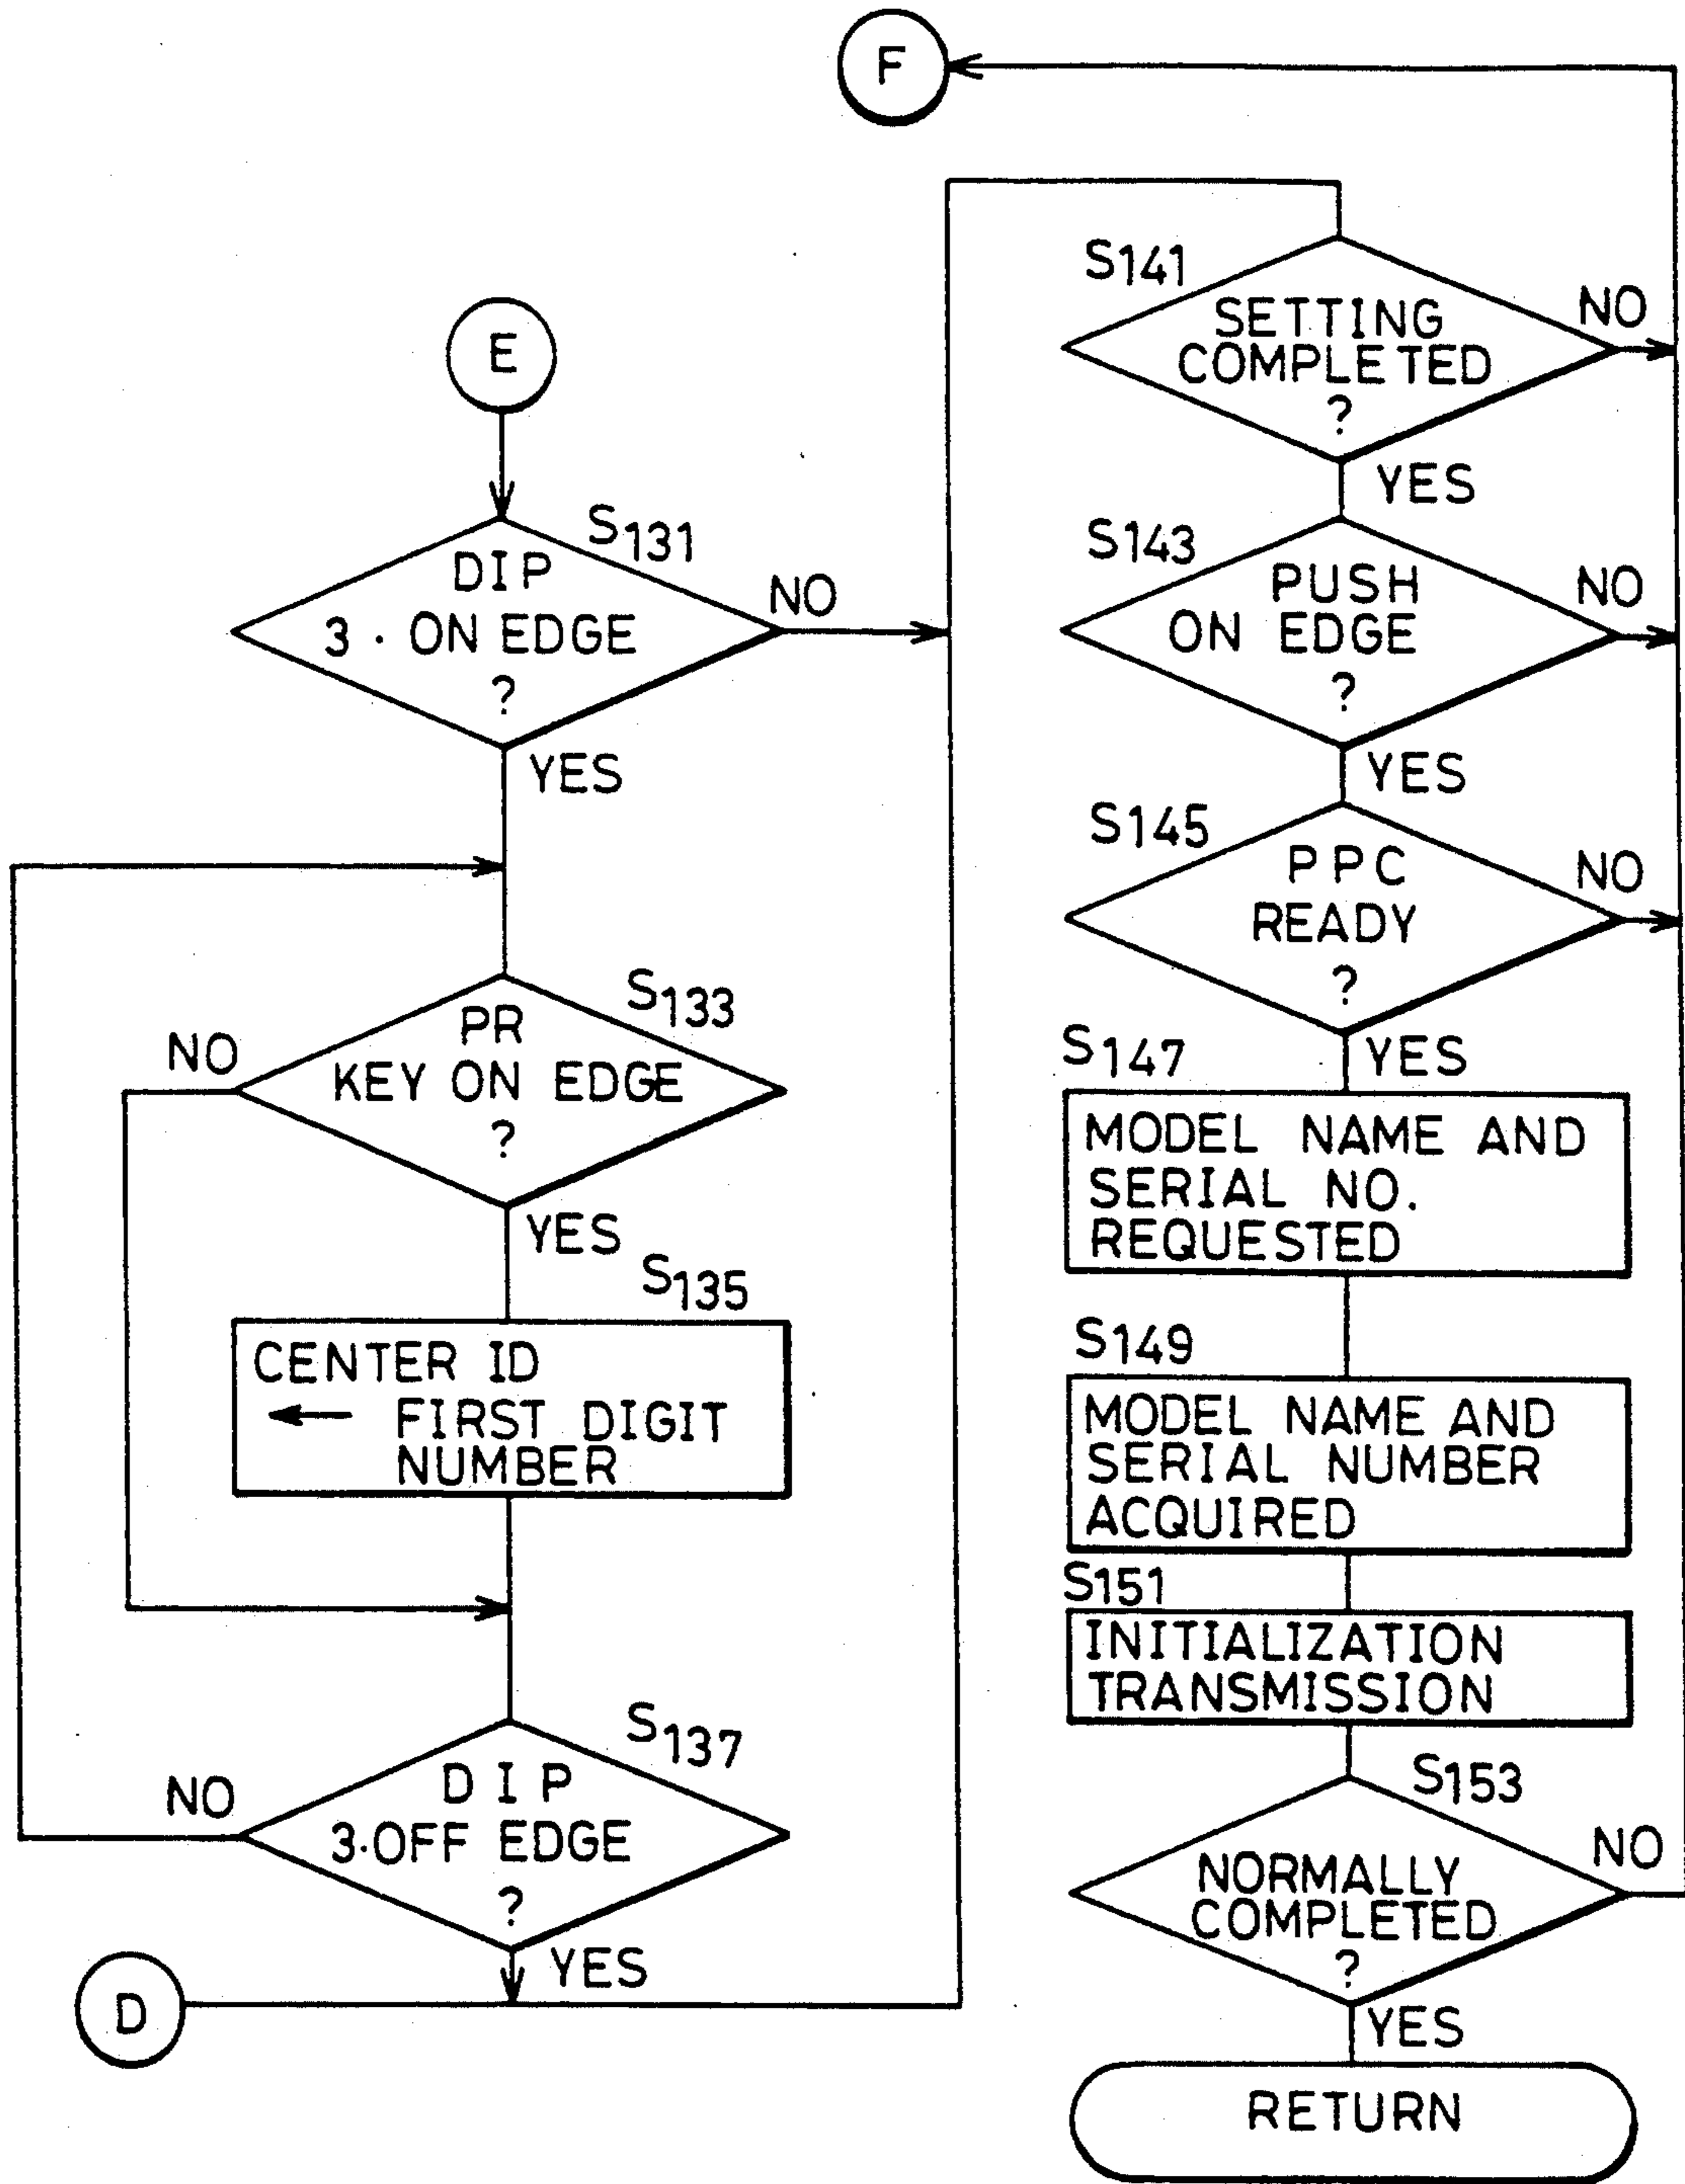 F
E
S131
DIP
3 . ON EDGE
?
NO
YES
S133
PR
KEY ON EDGE
?
NO
YES
S135
CENTER ID
← FIRST DIGIT
NUMBER
S137
DIP
3.OFF EDGE
?
NO
YES
D
S141
SETTING
COMPLETED
?
NO
YES
S143
PUSH
ON EDGE
?
NO
YES
S145
PPC
READY
?
NO
YES
S147
MODEL NAME AND
SERIAL NO.
REQUESTED
S149
MODEL NAME AND
SERIAL NUMBER
ACQUIRED
S151
INITIALIZATION
TRANSMISSION
S153
NORMALLY
COMPLETED
?
NO
YES
RETURN